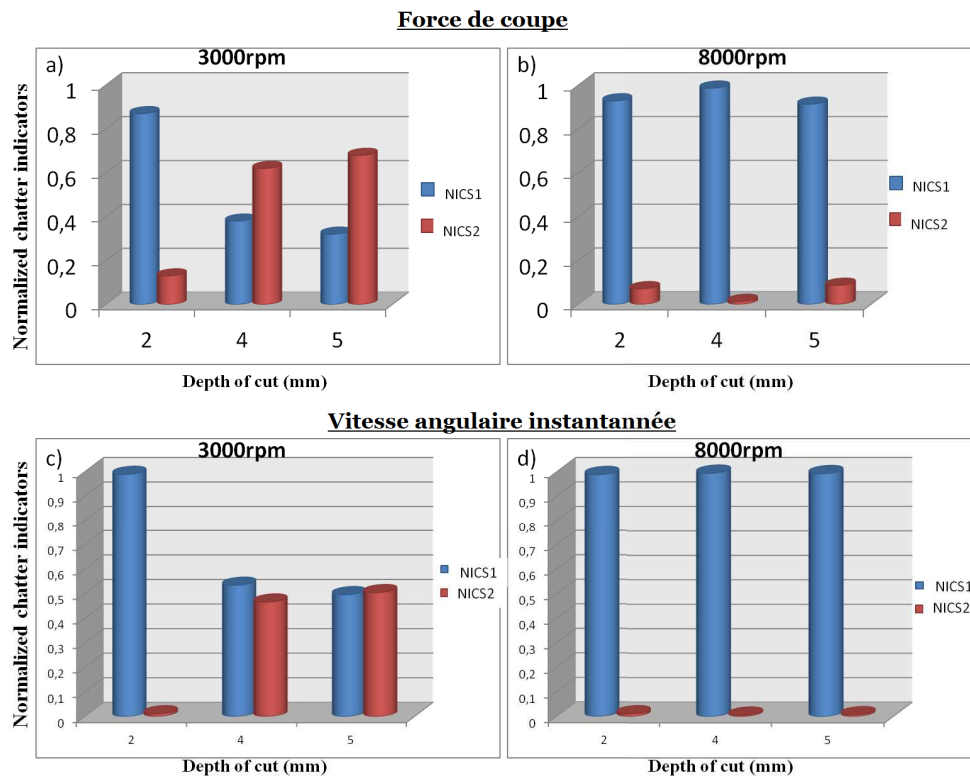 Force de coupe
a)
3000rpm
Normalized chatter indicators
1
0,8
0,6
0,4
0,2
0
2 4 5
NICS1
NICS2
Depth of cut (mm)
b)
8000rpm
1
0,8
0,6
0,4
0,2
0
2 4 5
NICS1
NICS2
Depth of cut (mm)
Vitesse angulaire instantannée
c)
3000rpm
Normalized chatter indicators
1
0,9
0,8
0,7
0,6
0,5
0,4
0,3
0,2
0,1
0
2 4 5
NICS1
NICS2
Depth of cut (mm)
d)
8000rpm
1
0,9
0,8
0,7
0,6
0,5
0,4
0,3
0,2
0,1
0
2 4 5
NICS1
NICS2
Depth of cut (mm)